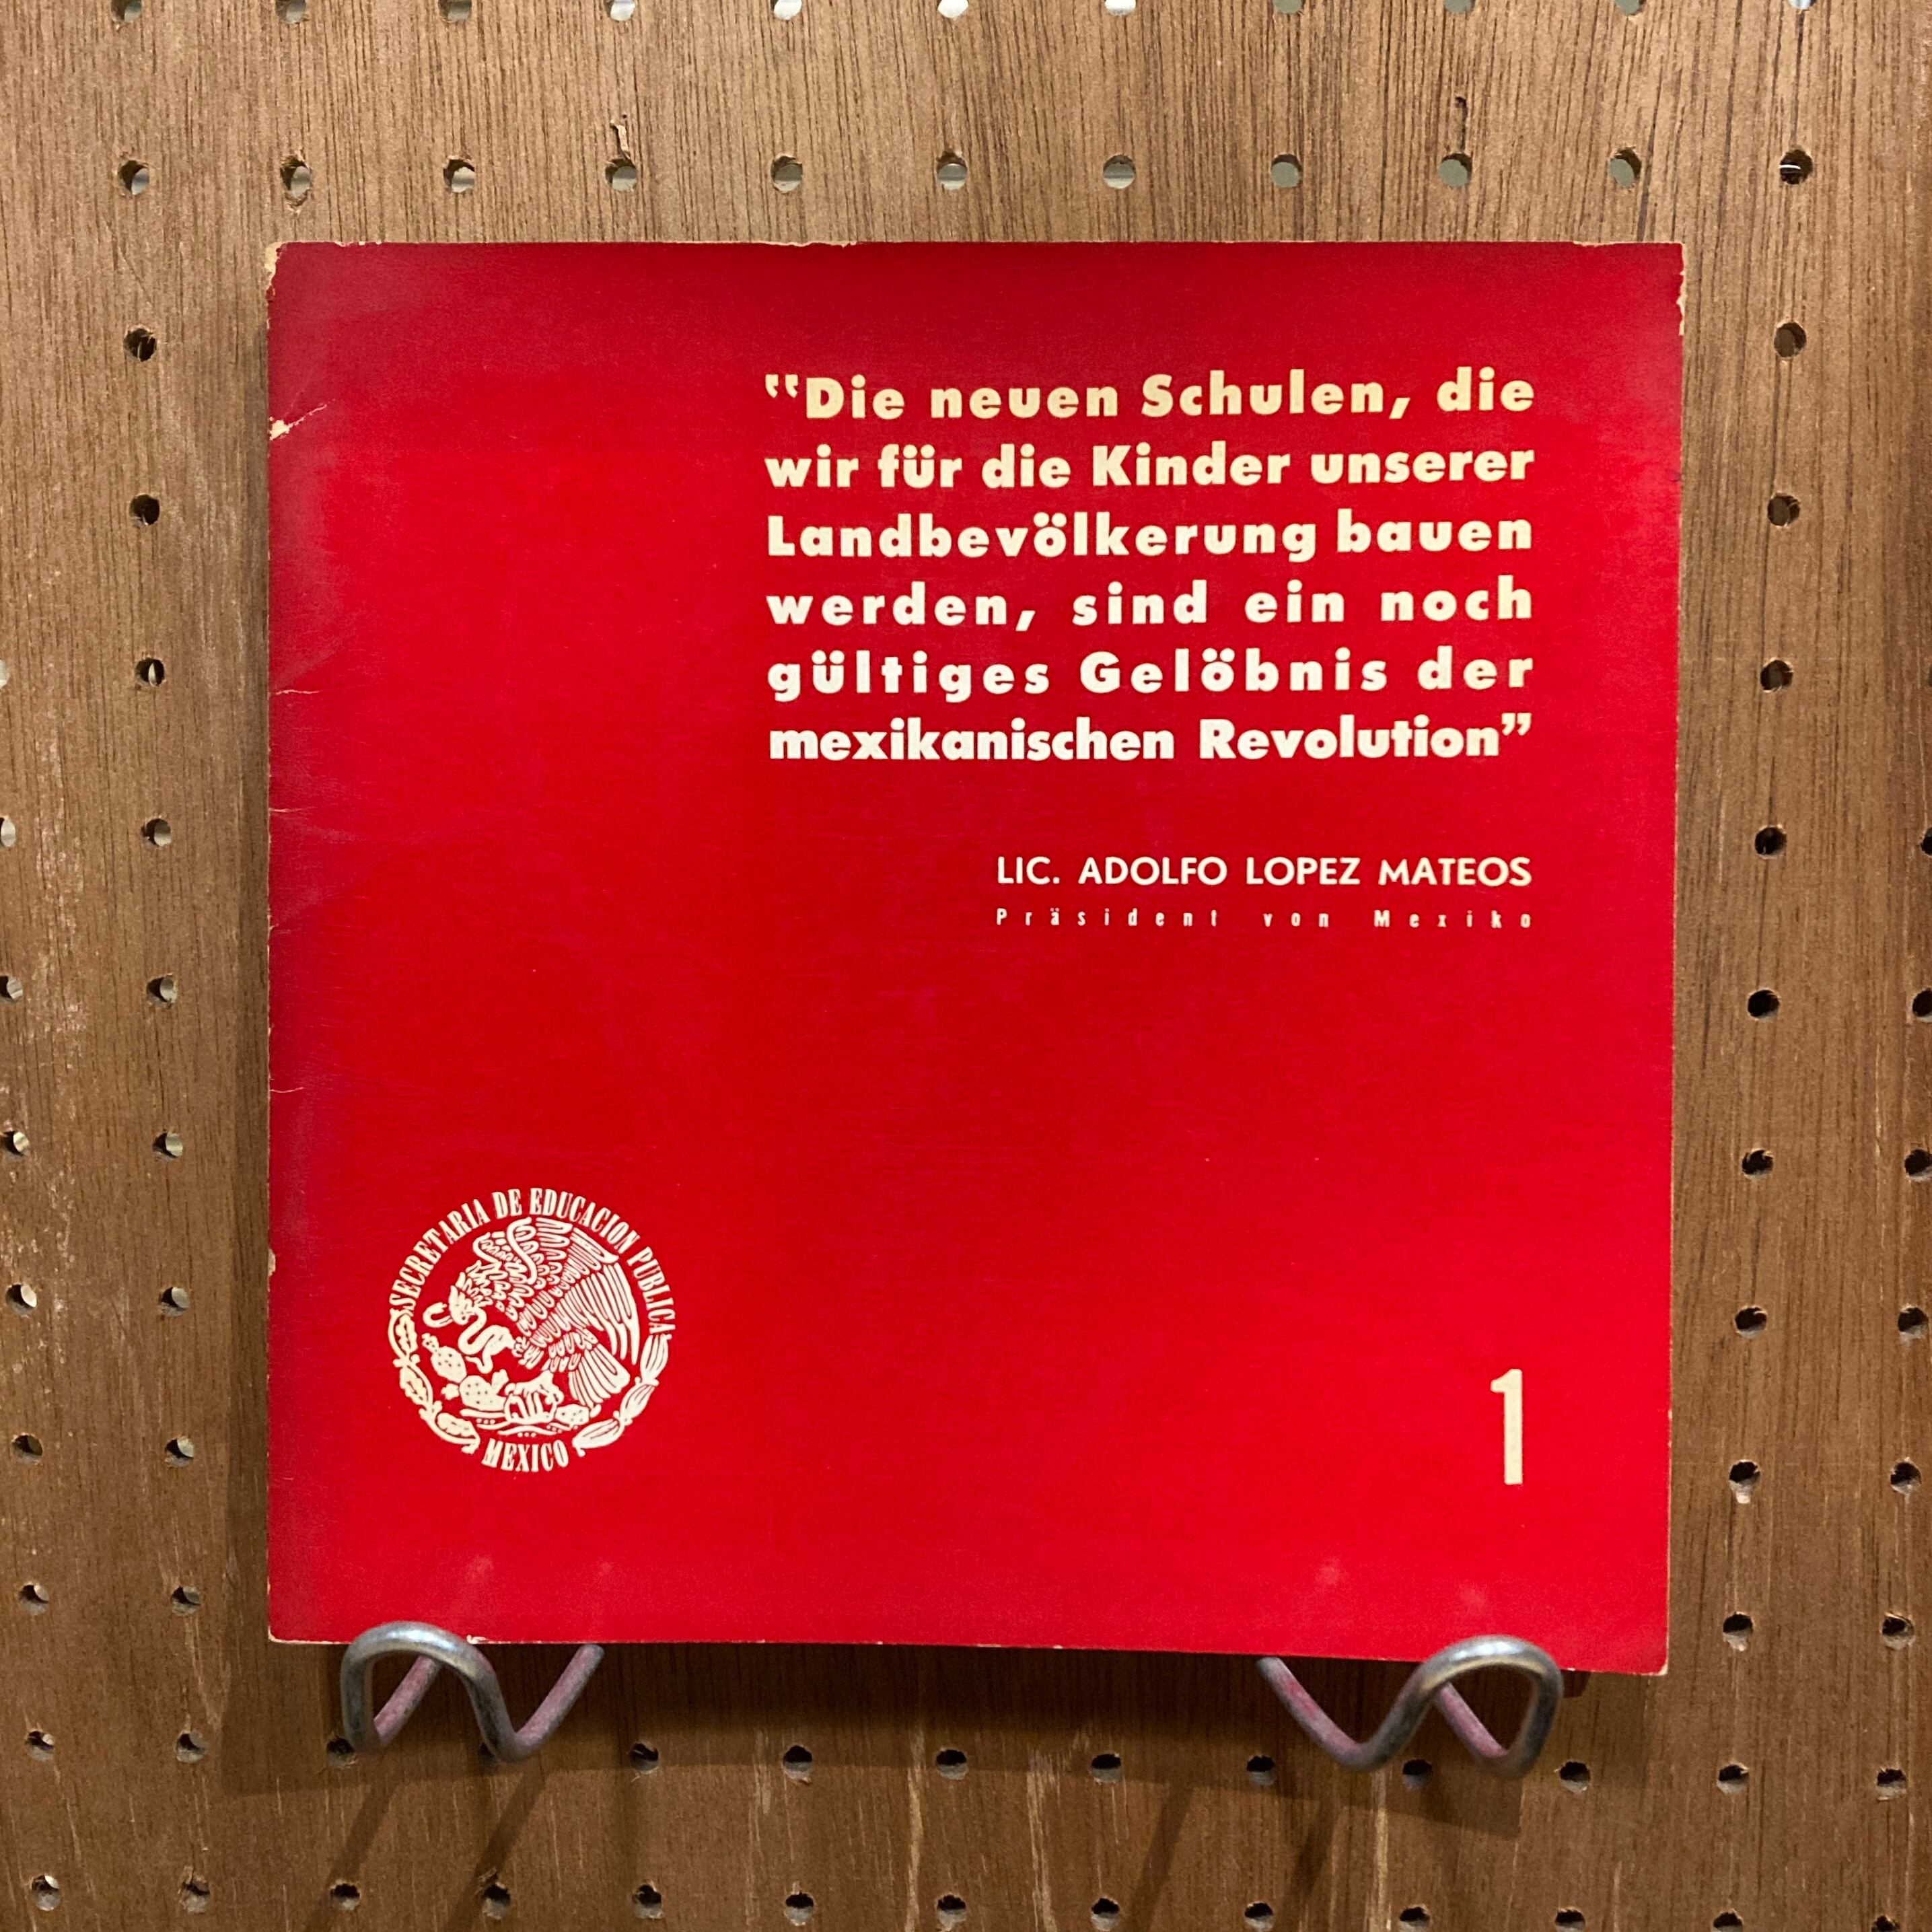 "Die neuen Schulen, die
wir für die Kinder unserer
Landbevölkerung bauen
werden, sind ein noch
gültiges Gelöbnis der
mexikanischen Revolution"
LIC. ADOLFO LOPEZ MATEOS
Präsident von Mexiko
SECRETARIA DE EDUCACION PUBLICA
MEXICO
1